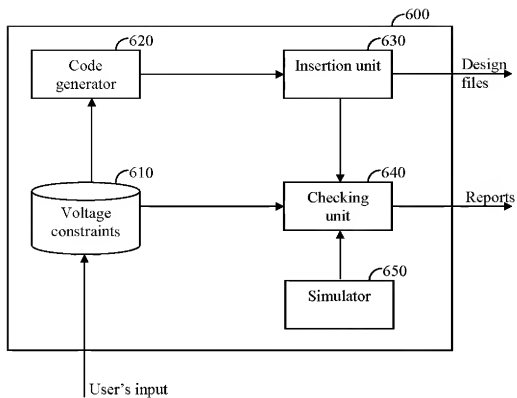 600
620
Code
generator
630
Insertion unit
Design
files
610
Voltage
constraints
640
Checking
unit
Reports
650
Simulator
User's input